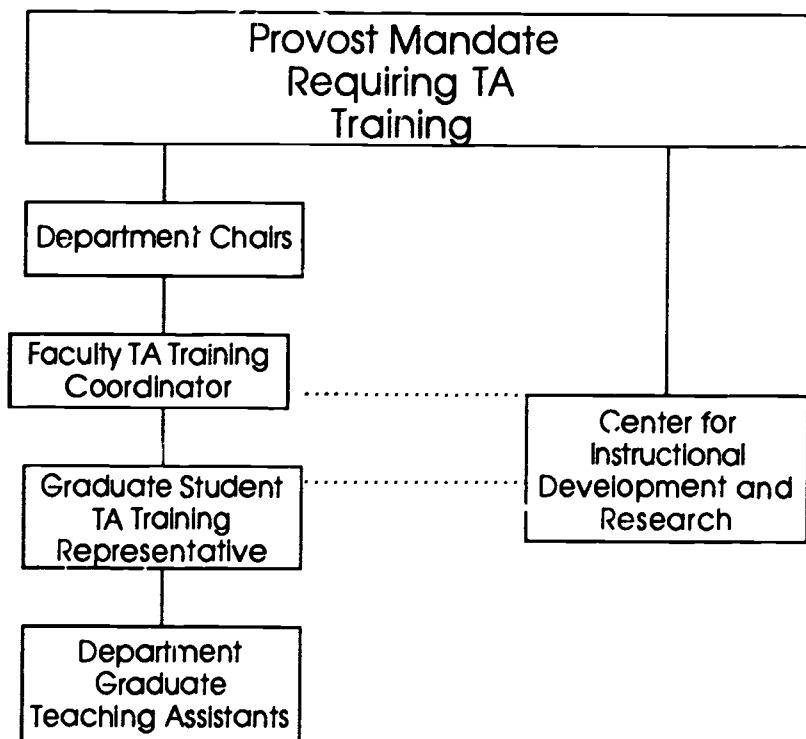 Provost Mandate
Requiring TA
Training
Department Chairs
Faculty TA Training
Coordinator
Graduate Student
TA Training
Representative
Department
Graduate
Teaching Assistants
Center for
Instructional
Development and
Research